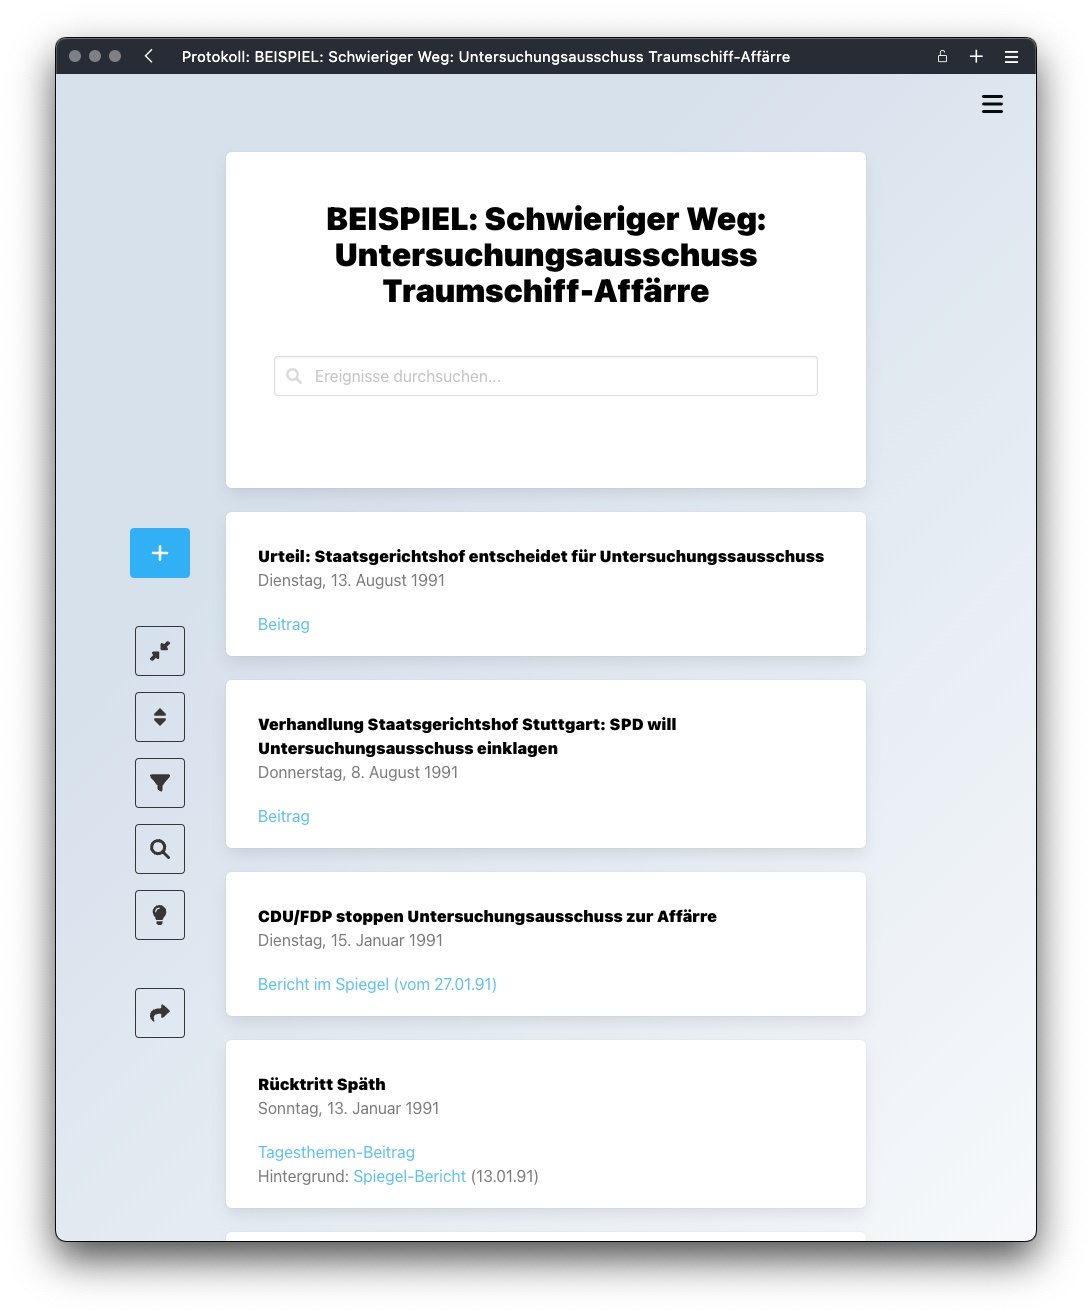 Protokoll: BEISPIEL: Schwieriger Weg: Untersuchungsausschuss Traumschiff-Affärre
BEISPIEL: Schwieriger Weg:
Untersuchungsausschuss
Traumschiff-Affärre
Ereignisse durchsuchen...
Urteil: Staatsgerichtshof entscheidet für Untersuchungssausschuss
Dienstag, 13. August 1991
Beitrag
Verhandlung Staatsgerichtshof Stuttgart: SPD will
Untersuchungsausschuss einklagen
Donnerstag, 8. August 1991
Beitrag
CDU/FDP stoppen Untersuchungsausschuss zur Affärre
Dienstag, 15. Januar 1991
Bericht im Spiegel (vom 27.01.91)
Rücktritt Späth
Sonntag, 13. Januar 1991
Tagesthemen-Beitrag
Hintergrund: Spiegel-Bericht (13.01.91)